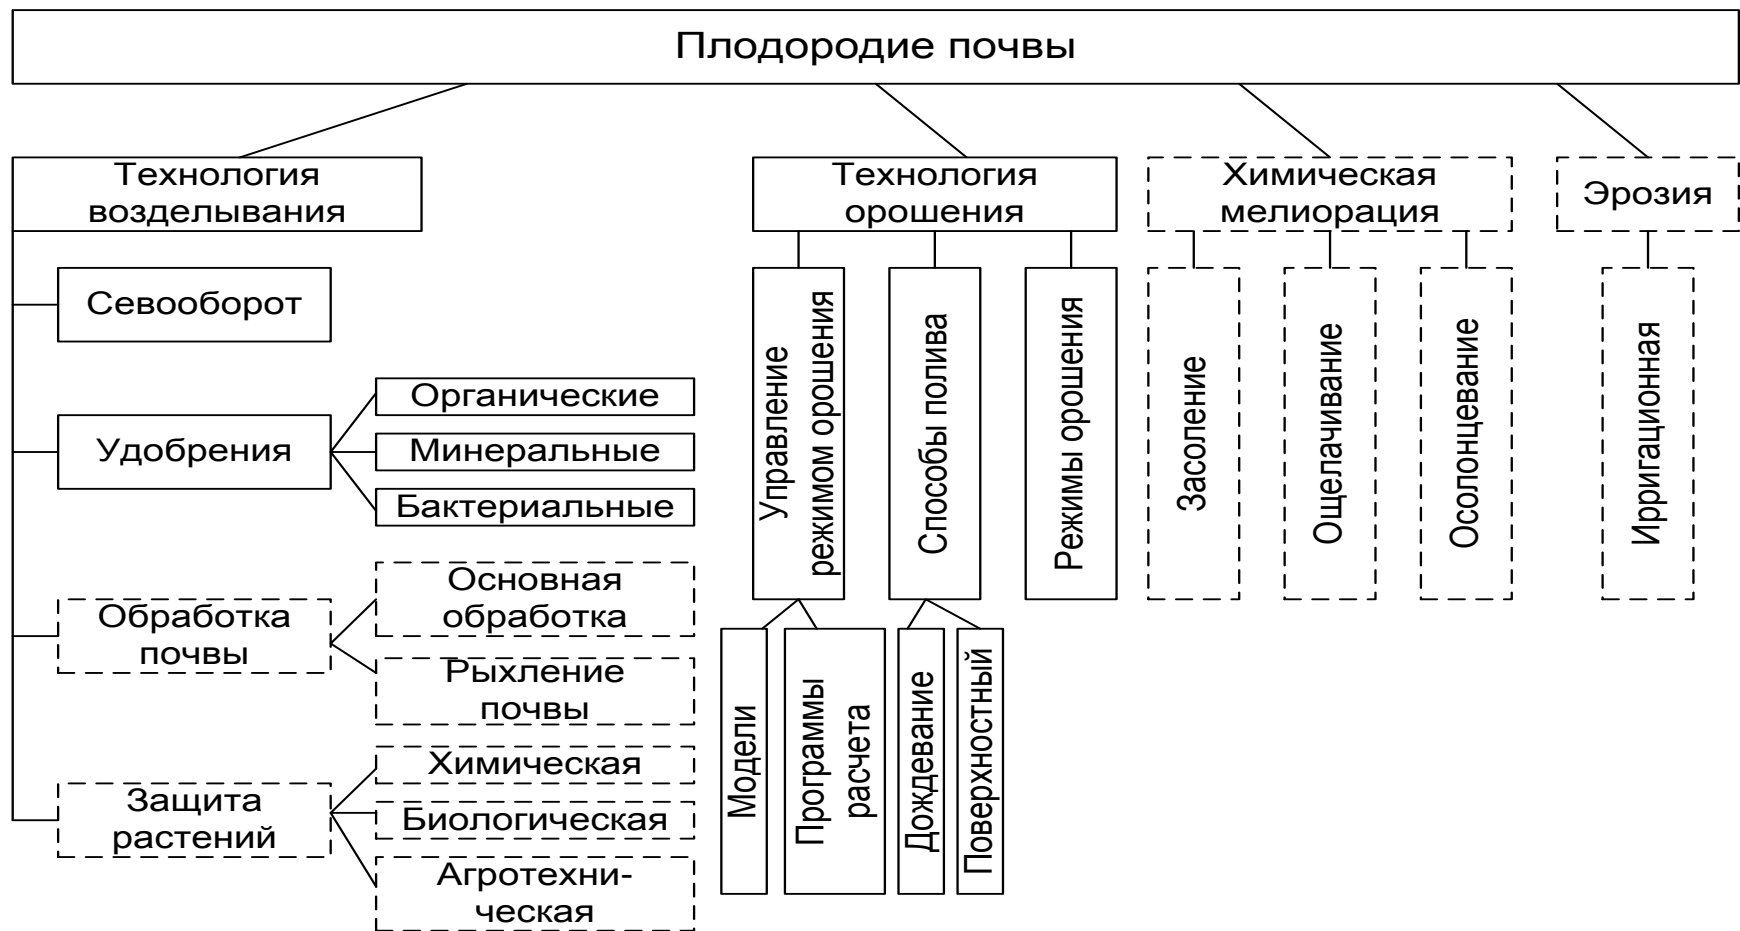 Плодородие почвы
Технология
возделывания
Севооборот
Удобрения
Органические
Минеральные
Бактериальные
Обработка
почвы
Основная
обработка
Рыхление
почвы
Защита
растений
Химическая
Биологическая
Агротехни-
ческая
Технология
орошения
Управление
режимом орошения
Модели
Программы
расчета
Способы полива
Дождевание
Поверхностный
Режимы орошения
Химическая
мелиорация
Засоление
Ощелачивание
Осолонцевание
Эрозия
Ирригационная